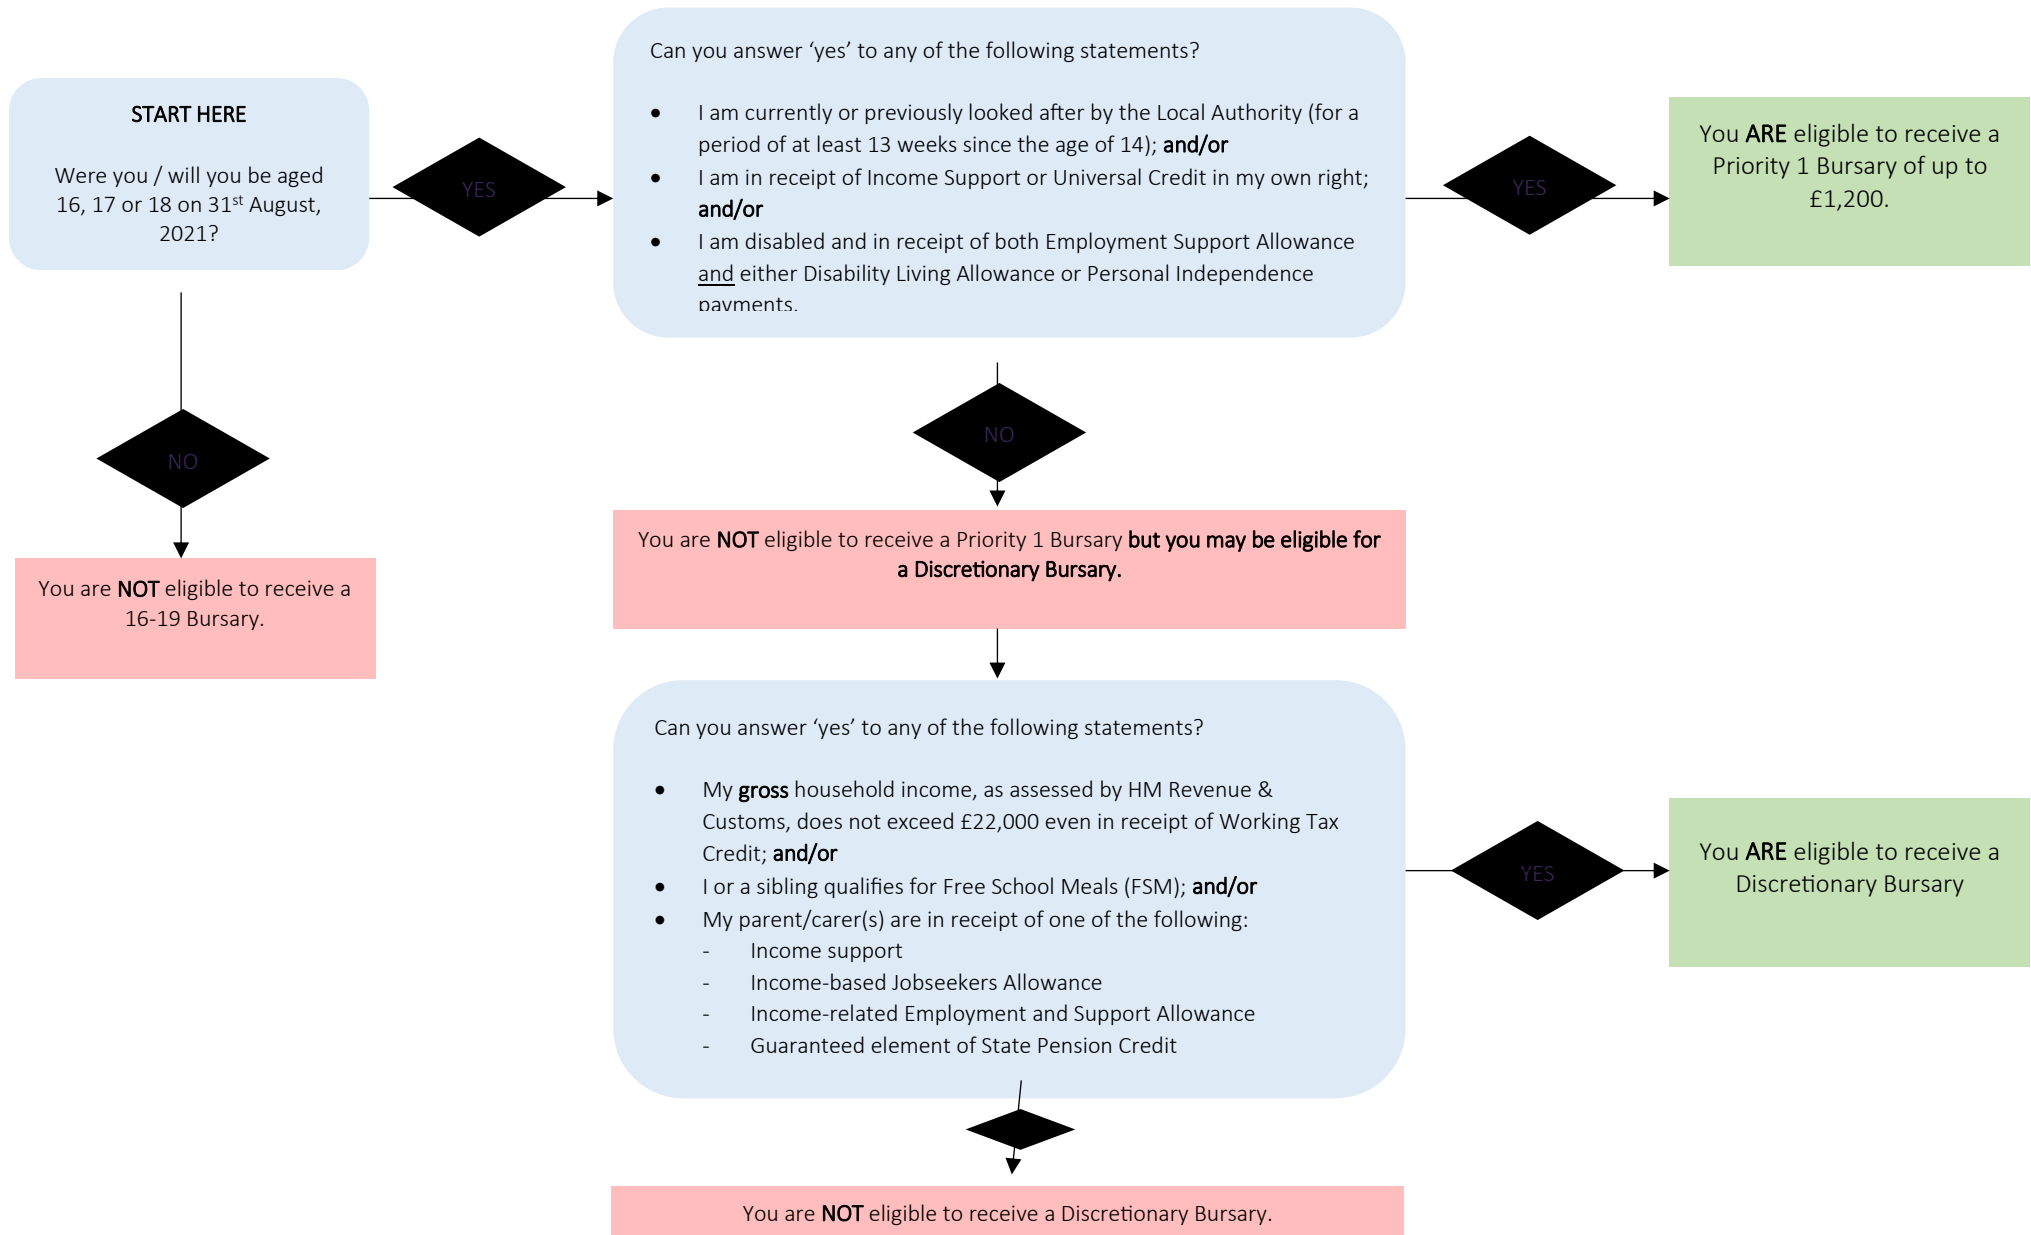 START HERE
Were you / will you be aged
16, 17 or 18 on 31st August,
2021?
YES
Can you answer ‘yes’ to any of the following statements?
• I am currently or previously looked after by the Local Authority (for a
period of at least 13 weeks since the age of 14); and/or
• I am in receipt of Income Support or Universal Credit in my own right;
and/or
• I am disabled and in receipt of both Employment Support Allowance
and either Disability Living Allowance or Personal Independence
payments.
YES
You ARE eligible to receive a
Priority 1 Bursary of up to
£1,200.
NO
You are NOT eligible to receive a
16-19 Bursary.
NO
You are NOT eligible to receive a Priority 1 Bursary but you may be eligible for
a Discretionary Bursary.
Can you answer ‘yes’ to any of the following statements?
• My gross household income, as assessed by HM Revenue &
Customs, does not exceed £22,000 even in receipt of Working Tax
Credit; and/or
• I or a sibling qualifies for Free School Meals (FSM); and/or
• My parent/carer(s) are in receipt of one of the following:
- Income support
- Income-based Jobseekers Allowance
- Income-related Employment and Support Allowance
- Guaranteed element of State Pension Credit
YES
You ARE eligible to receive a
Discretionary Bursary
You are NOT eligible to receive a Discretionary Bursary.